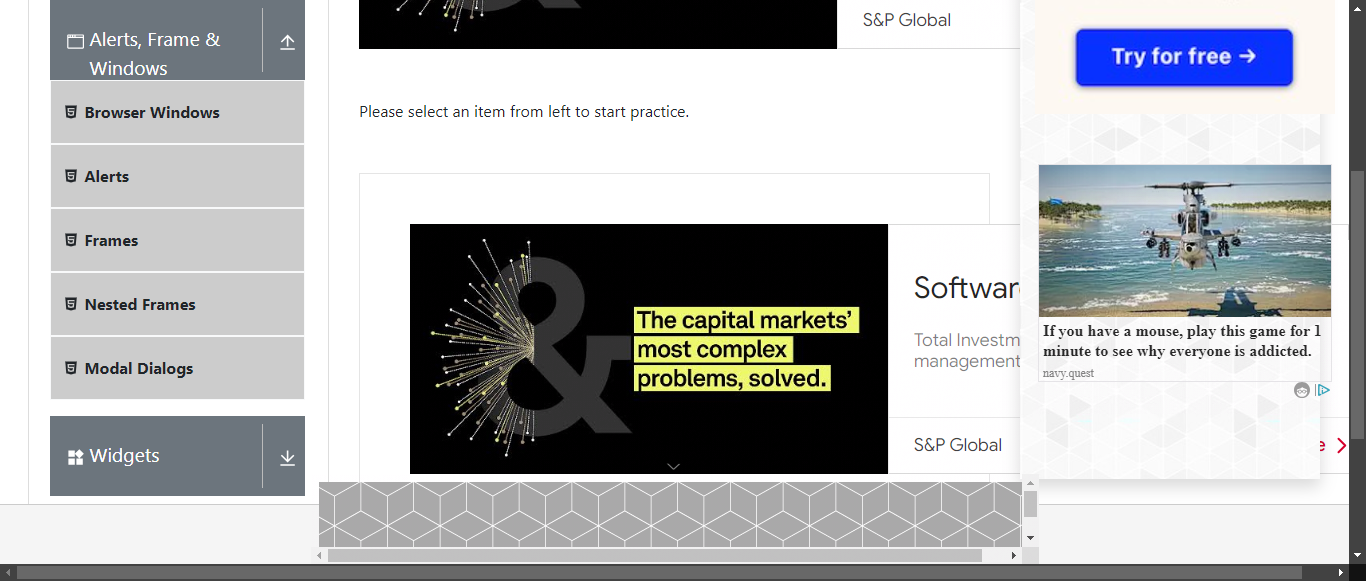 Alerts, Frame &
Windows
Browser Windows
Alerts
Frames
Nested Frames
Modal Dialogs
Widgets
S&P Global
Please select an item from left to start practice.
The capital markets'
most complex
problems, solved.
Softwar
Total Investm
management
S&P Global
e
Try for free →
If you have a mouse, play this game for 1
minute to see why everyone is addicted.
navy.quest